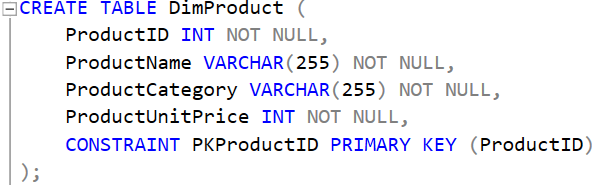 CREATE TABLE DimProduct (
    ProductID INT NOT NULL,
    ProductName VARCHAR(255) NOT NULL,
    ProductCategory VARCHAR(255) NOT NULL,
    ProductUnitPrice INT NOT NULL,
    CONSTRAINT PKProductID PRIMARY KEY (ProductID)
);